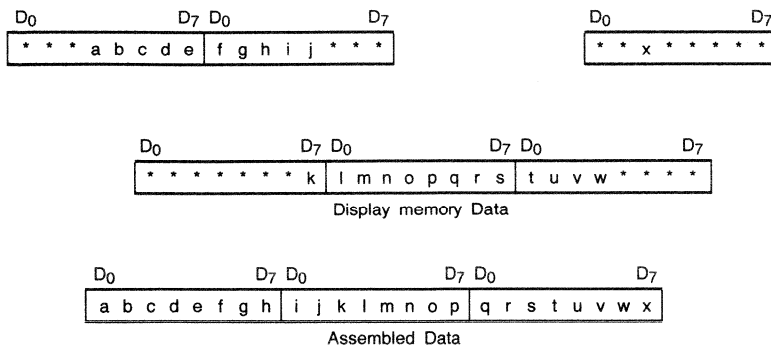 D0 D7 D0 D7 D0 D7
* * * a b c d e f g h i j * * * * * x * * * * *
D0 D7 D0 D7 D0 D7
* * * * * * * k l m n o p q r s t u v w * * * *
Display memory Data
D0 D7 D0 D7 D0 D7
a b c d e f g h i j k l m n o p q r s t u v w x
Assembled Data